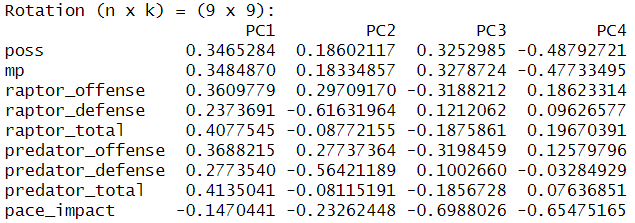 Rotation (n x k) = (9 x 9):
PC1 PC2 PC3 PC4
poss 0.3465284 0.18602117 0.3252985 -0.48792721
mp 0.3484870 0.18334857 0.3278724 -0.47733495
raptor_offense 0.3609779 0.29709170 -0.3188212 0.18623314
raptor_defense 0.2373691 -0.61631964 0.1212062 0.09626577
raptor_total 0.4077545 -0.08772155 -0.1875861 0.19670391
predator_offense 0.3688215 0.27737364 -0.3198459 0.12579796
predator_defense 0.2773540 -0.56421189 0.1002660 -0.03284929
predator_total 0.4135041 -0.08115191 -0.1856728 0.07636851
pace_impact -0.1470441 -0.23262448 -0.6988026 -0.65475165